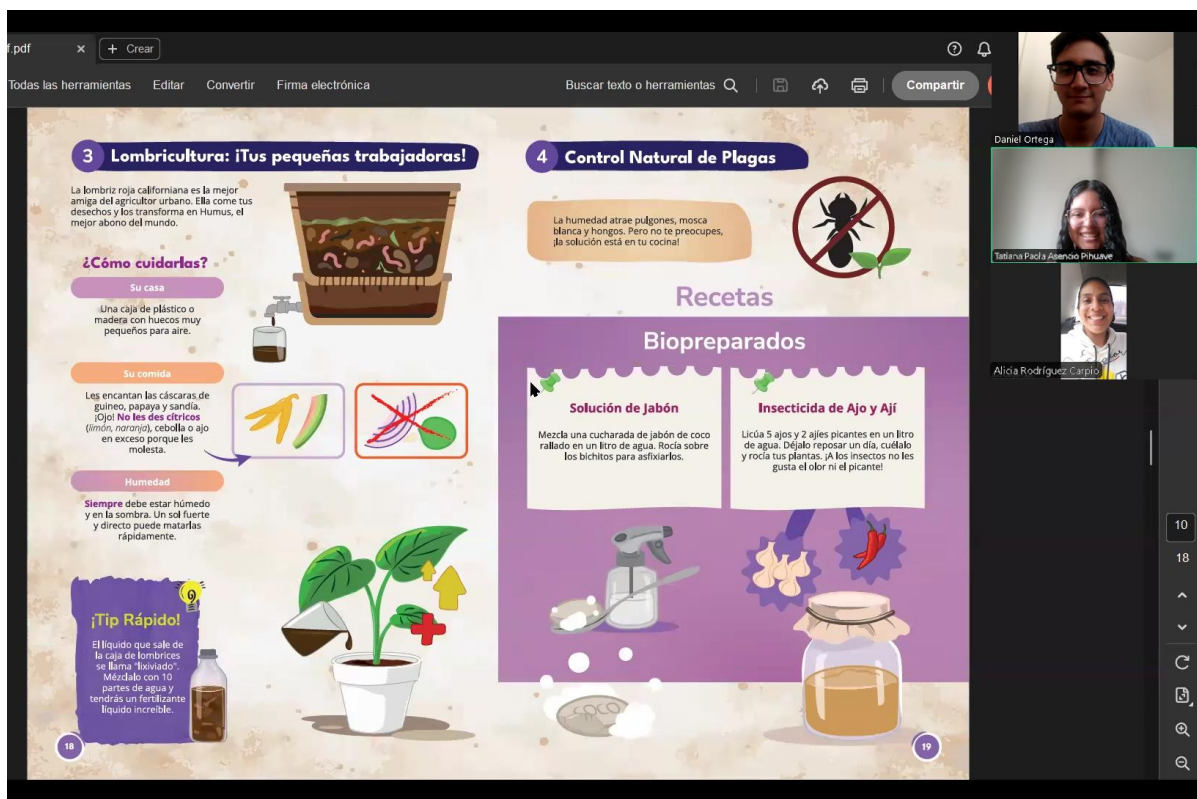 f.pdf
× + Crear
Todas las herramientas Editar Convertir Firma electrónica Buscar texto o herramientas Compartir
3 Lombricultura: ¡Tus pequeñas trabajadoras!
La lombriz roja californiana es la mejor
amiga del agricultor urbano. Ella come tus
desechos y los transforma en Humus, el
mejor abono del mundo.
¿Cómo cuidarlas?
Su casa
Una caja de plástico o
madera con huecos muy
pequeños para aire.
Su comida
Les encantan las cáscaras de
guineo, papaya y sandía.
¡Ojo! No les des cítricos
(limón, naranja), cebolla o ajo
en exceso porque les
molesta.
Humedad
Siempre debe estar húmedo
y en la sombra. Un sol fuerte
y directo puede matarlas
rápidamente.
¡Tip Rápido!
El líquido que sale de
la caja de lombrices
se llama "lixiviado".
Mézclalo con 10
partes de agua y
tendrás un fertilizante
líquido increíble.
18
4 Control Natural de Plagas
La humedad atrae pulgones, mosca
blanca y hongos. Pero no te preocupes,
¡la solución está en tu cocina!
Recetas
Biopreparados
Solución de Jabón
Mezcla una cucharada de jabón de coco
rallado en un litro de agua. Rocía sobre
los bichitos para asfixiarlos.
Insecticida de Ajo y Ají
Licúa 5 ajos y 2 ajíes picantes en un litro
de agua. Déjalo reposar un día, cuélalo
y rocía tus plantas. ¡A los insectos no les
gusta el olor ni el picante!
COCO
19
Daniel Ortega
Tatiana Paola Asencio Pihuave
Alicia Rodríguez Carpio
10
18